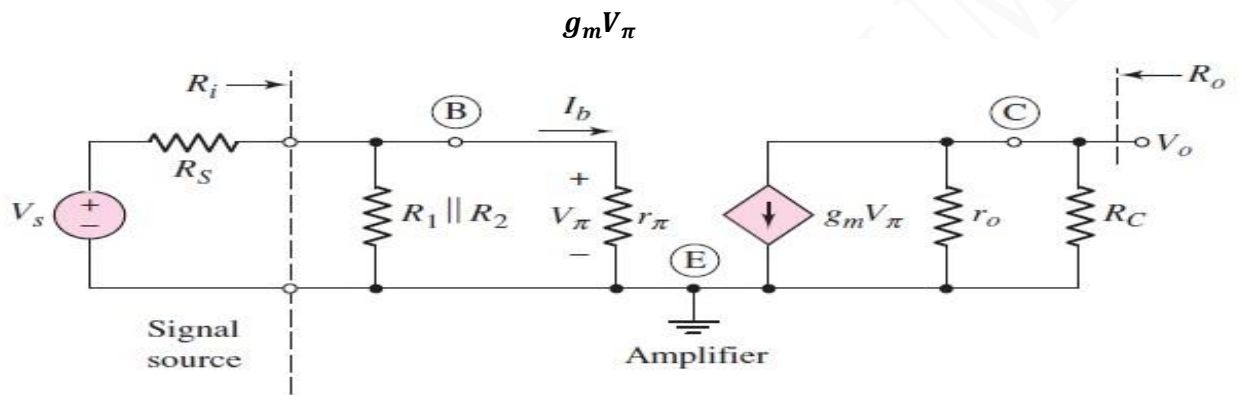 g_mV_π
R_i
R_o
B
I_b
C
R_S
V_o
V_s
+
−
R_1 || R_2
+
V_π
−
r_π
g_mV_π
r_o
R_C
E
Signal
source
Amplifier